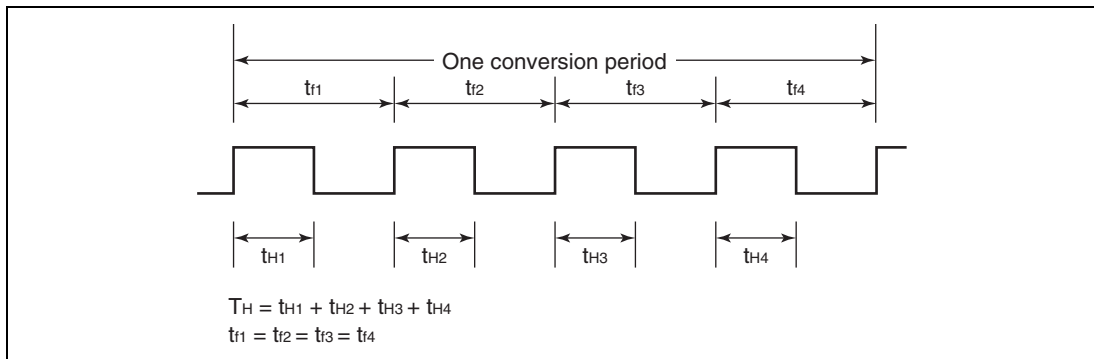 One conversion period
tf1 tf2 tf3 tf4
tH1 tH2 tH3 tH4
TH = tH1 + tH2 + tH3 + tH4
tf1 = tf2 = tf3 = tf4